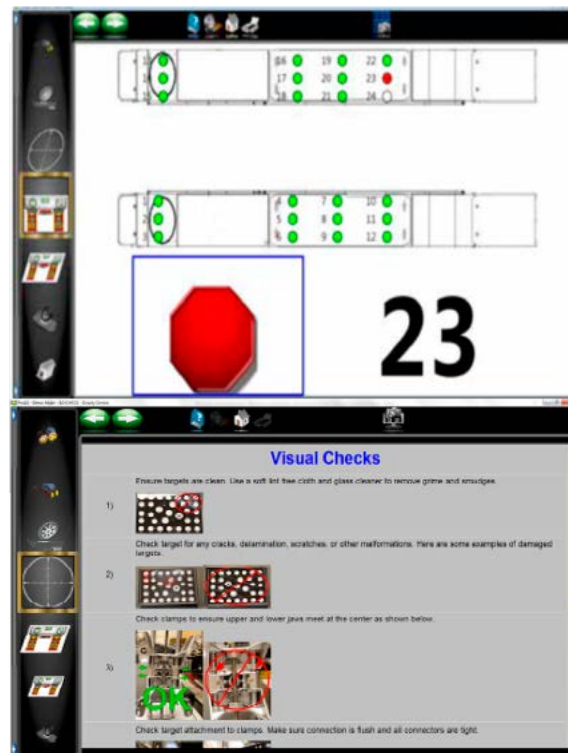 16 19 22
17 20 23
18 21 24
1 4 7 10
2 5 8 11
3 6 9 12
23
Visual Checks
Ensure targets are clean. Use a soft lint free cloth and glass cleaner to remove grime and smudges.
1)
Check target for any cracks, delamination, scratches, or other malformations. Here are some examples of damaged
targets.
2)
Check clamps to ensure upper and lower jaws meet at the center as shown below.
3)
OK
Check target attachment to clamps. Make sure connection is flush and all connectors are tight.